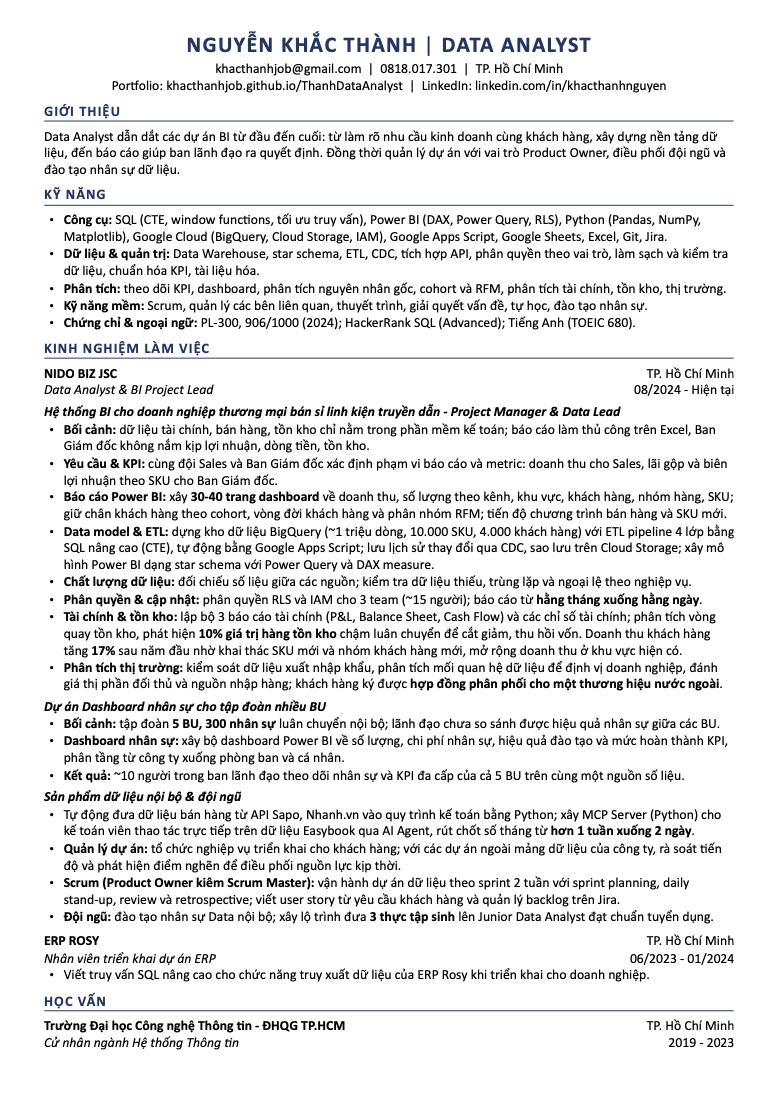 NGUYỄN KHẮC THÀNH | DATA ANALYST
khacthanhjob@gmail.com | 0818.017.301 | TP. Hồ Chí Minh
Portfolio: khacthanhjob.github.io/ThanhDataAnalyst | LinkedIn: linkedin.com/in/khacthanhnguyen
GIỚI THIỆU
Data Analyst dẫn dắt các dự án BI từ đầu đến cuối: từ làm rõ nhu cầu kinh doanh cùng khách hàng, xây dựng nền tảng dữ
liệu, đến báo cáo giúp ban lãnh đạo ra quyết định. Đồng thời quản lý dự án với vai trò Product Owner, điều phối đội ngũ và
đào tạo nhân sự dữ liệu.
KỸ NĂNG
• Công cụ: SQL (CTE, window functions, tối ưu truy vấn), Power BI (DAX, Power Query, RLS), Python (Pandas, NumPy,
Matplotlib), Google Cloud (BigQuery, Cloud Storage, IAM), Google Apps Script, Google Sheets, Excel, Git, Jira.
• Dữ liệu & quản trị: Data Warehouse, star schema, ETL, CDC, tích hợp API, phân quyền theo vai trò, làm sạch và kiểm tra
dữ liệu, chuẩn hóa KPI, tài liệu hóa.
• Phân tích: theo dõi KPI, dashboard, phân tích nguyên nhân gốc, cohort và RFM, phân tích tài chính, tồn kho, thị trường.
• Kỹ năng mềm: Scrum, quản lý các bên liên quan, thuyết trình, giải quyết vấn đề, tự học, đào tạo nhân sự.
• Chứng chỉ & ngoại ngữ: PL-300, 906/1000 (2024); HackerRank SQL (Advanced); Tiếng Anh (TOEIC 680).
KINH NGHIỆM LÀM VIỆC
NIDO BIZ JSC TP. Hồ Chí Minh
Data Analyst & BI Project Lead 08/2024 - Hiện tại
Hệ thống BI cho doanh nghiệp thương mại bán sỉ linh kiện truyền dẫn - Project Manager & Data Lead
• Bối cảnh: dữ liệu tài chính, bán hàng, tồn kho chỉ nằm trong phần mềm kế toán; báo cáo làm thủ công trên Excel, Ban
Giám đốc không nắm kịp lợi nhuận, dòng tiền, tồn kho.
• Yêu cầu & KPI: cùng đội Sales và Ban Giám đốc xác định phạm vi báo cáo và metric: doanh thu cho Sales, lãi gộp và biên
lợi nhuận theo SKU cho Ban Giám đốc.
• Báo cáo Power BI: xây 30-40 trang dashboard về doanh thu, số lượng theo kênh, khu vực, khách hàng, nhóm hàng, SKU;
giữ chân khách hàng theo cohort, vòng đời khách hàng và phân nhóm RFM; tiến độ chương trình bán hàng và SKU mới.
• Data model & ETL: dựng kho dữ liệu BigQuery (~1 triệu dòng, 10.000 SKU, 4.000 khách hàng) với ETL pipeline 4 lớp bằng
SQL nâng cao (CTE), tự động bằng Google Apps Script; lưu lịch sử thay đổi qua CDC, sao lưu trên Cloud Storage; xây mô
hình Power BI dạng star schema với Power Query và DAX measure.
• Chất lượng dữ liệu: đối chiếu số liệu giữa các nguồn; kiểm tra dữ liệu thiếu, trùng lặp và ngoại lệ theo nghiệp vụ.
• Phân quyền & cập nhật: phân quyền RLS và IAM cho 3 team (~15 người); báo cáo từ hằng tháng xuống hằng ngày.
• Tài chính & tồn kho: lập bộ 3 báo cáo tài chính (P&L, Balance Sheet, Cash Flow) và các chỉ số tài chính; phân tích vòng
quay tồn kho, phát hiện 10% giá trị hàng tồn kho chậm luân chuyển để cắt giảm, thu hồi vốn. Doanh thu khách hàng
tăng 17% sau năm đầu nhờ khai thác SKU mới và nhóm khách hàng mới, mở rộng doanh thu ở khu vực hiện có.
• Phân tích thị trường: kiểm soát dữ liệu xuất nhập khẩu, phân tích mối quan hệ dữ liệu để định vị doanh nghiệp, đánh
giá thị phần đối thủ và nguồn nhập hàng; khách hàng ký được hợp đồng phân phối cho một thương hiệu nước ngoài.
Dự án Dashboard nhân sự cho tập đoàn nhiều BU
• Bối cảnh: tập đoàn 5 BU, 300 nhân sự luân chuyển nội bộ; lãnh đạo chưa so sánh được hiệu quả nhân sự giữa các BU.
• Dashboard nhân sự: xây bộ dashboard Power BI về số lượng, chi phí nhân sự, hiệu quả đào tạo và mức hoàn thành KPI,
phân tầng từ công ty xuống phòng ban và cá nhân.
• Kết quả: ~10 người trong ban lãnh đạo theo dõi nhân sự và KPI đa cấp của cả 5 BU trên cùng một nguồn số liệu.
Sản phẩm dữ liệu nội bộ & đội ngũ
• Tự động đưa dữ liệu bán hàng từ API Sapo, Nhanh.vn vào quy trình kế toán bằng Python; xây MCP Server (Python) cho
kế toán viên thao tác trực tiếp trên dữ liệu Easybook qua AI Agent, rút chốt số tháng từ hơn 1 tuần xuống 2 ngày.
• Quản lý dự án: tổ chức nghiệp vụ triển khai cho khách hàng; với các dự án ngoài mảng dữ liệu của công ty, rà soát tiến
độ và phát hiện điểm nghẽn để điều phối nguồn lực kịp thời.
• Scrum (Product Owner kiêm Scrum Master): vận hành dự án dữ liệu theo sprint 2 tuần với sprint planning, daily
stand-up, review và retrospective; viết user story từ yêu cầu khách hàng và quản lý backlog trên Jira.
• Đội ngũ: đào tạo nhân sự Data nội bộ; xây lộ trình đưa 3 thực tập sinh lên Junior Data Analyst đạt chuẩn tuyển dụng.
ERP ROSY TP. Hồ Chí Minh
Nhân viên triển khai dự án ERP 06/2023 - 01/2024
• Viết truy vấn SQL nâng cao cho chức năng truy xuất dữ liệu của ERP Rosy khi triển khai cho doanh nghiệp.
HỌC VẤN
Trường Đại học Công nghệ Thông tin - ĐHQG TP.HCM TP. Hồ Chí Minh
Cử nhân ngành Hệ thống Thông tin 2019 - 2023